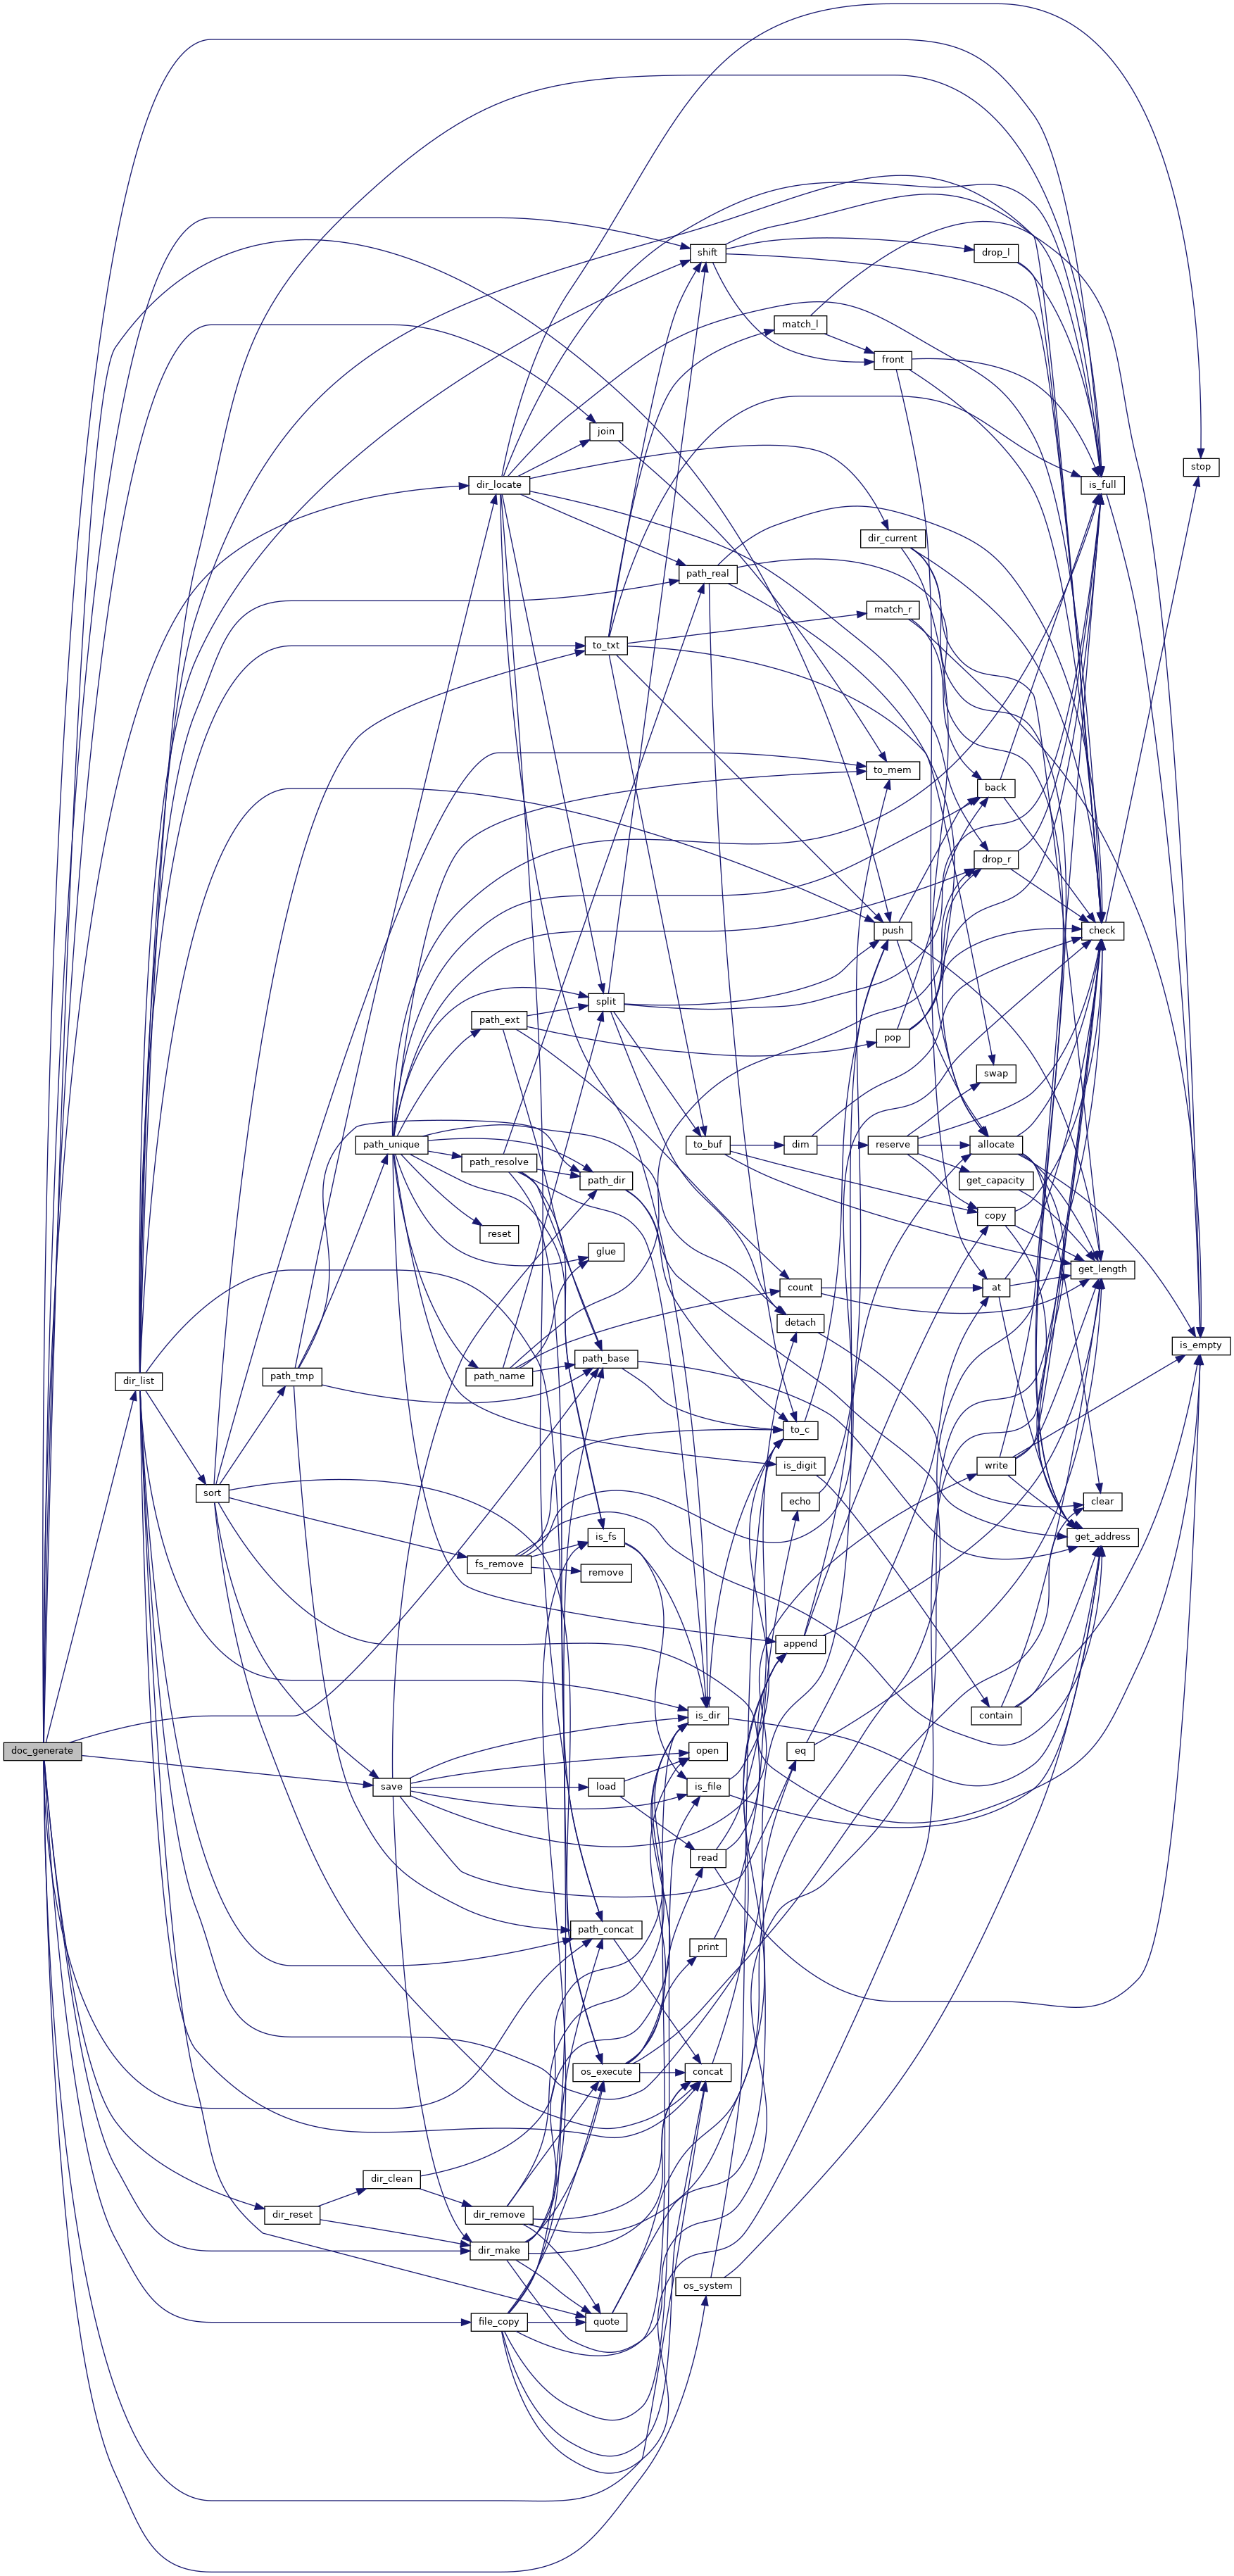 doc_generate
dir_list
sort
path_tmp
dir_reset
path_unique
save
dir_clean
dir_locate
path_ext
path_resolve
reset
path_name
fs_remove
dir_remove
dir_make
file_copy
join
to_txt
split
path_dir
glue
path_base
is_fs
remove
load
path_concat
os_execute
quote
shift
path_real
to_buf
is_dir
open
is_file
read
print
concat
os_system
match_l
dim
count
detach
to_c
is_digit
echo
append
eq
front
dir_current
match_r
to_mem
push
pop
reserve
drop_l
back
drop_r
swap
allocate
get_capacity
copy
at
write
contain
is_full
check
get_length
clear
get_address
stop
is_empty